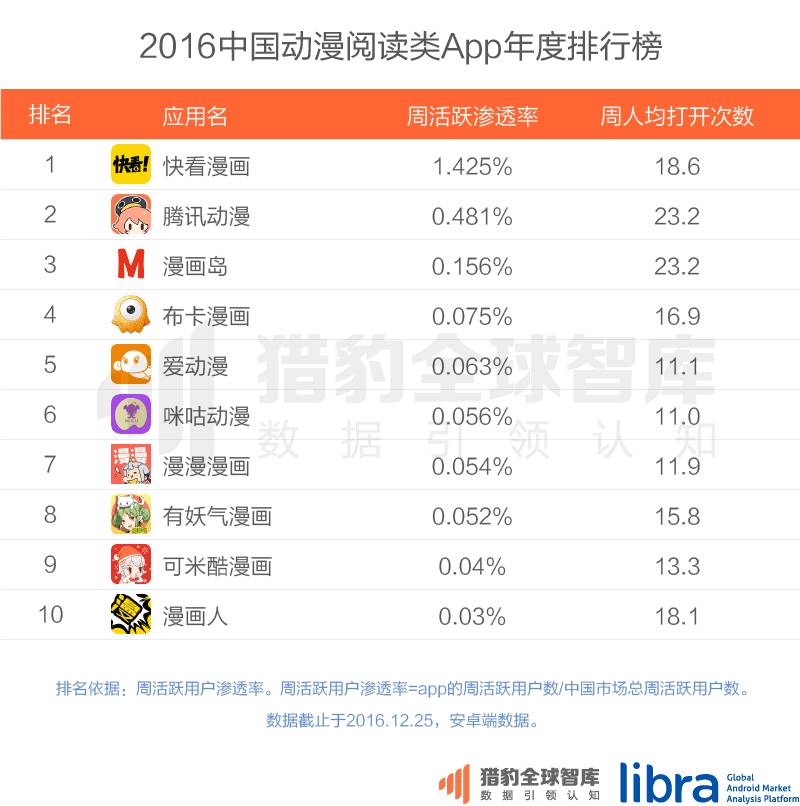 2016中国动漫阅读类App年度排行榜
排名 应用名 周活跃渗透率 周人均打开次数
1 快看! 快看漫画 1.425% 18.6
2 腾讯动漫 0.481% 23.2
3 M 漫画岛 0.156% 23.2
4 布卡漫画 0.075% 16.9
5 爱动漫 0.063% 11.1
6 咪咕动漫 0.056% 11.0
7 漫漫 漫漫漫画 0.054% 11.9
8 有妖气漫画 0.052% 15.8
9 可米酷漫画 0.04% 13.3
10 漫画人 0.03% 18.1
猎豹全球智库
数据引领认知
排名依据：周活跃用户渗透率。周活跃用户渗透率=app的周活跃用户数/中国市场总周活跃用户数。
数据截止于2016.12.25，安卓端数据。
猎豹全球智库
数据引领认知
libra Global
Android Market
Analysis Platform